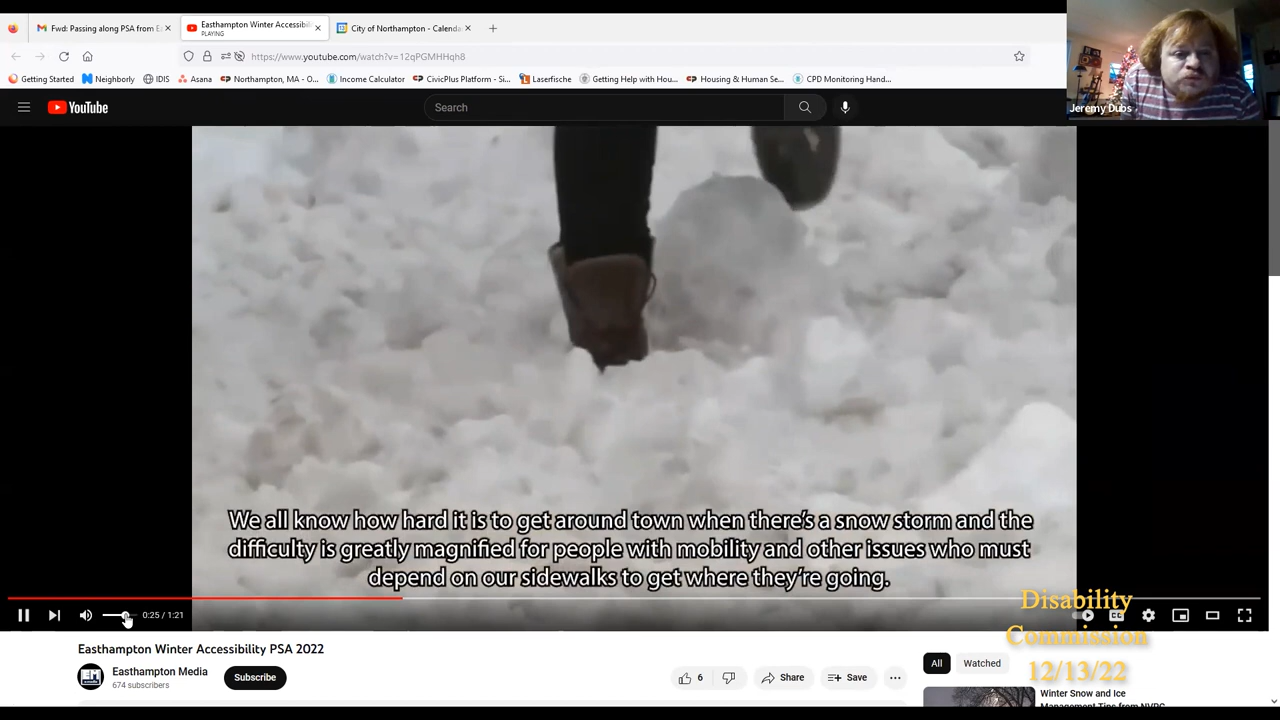 Fwd: Passing along PSA from E
Easthampton Winter Accessibili
PLAYING
City of Northampton - Calenda
https://www.youtube.com/watch?v=12qPGMHHqh8
Getting Started
Neighborly
IDIS
Asana
Northampton, MA - O...
Income Calculator
CivicPlus Platform - Si...
Laserfische
Getting Help with Hou...
Housing & Human Se...
CPD Monitoring Hand...
Jeremy Dubs
YouTube
Search
We all know how hard it is to get around town when there's a snow storm and the
difficulty is greatly magnified for people with mobility and other issues who must
depend on our sidewalks to get where they're going.
0:25 / 1:21
Disability
Commission
12/13/22
Easthampton Winter Accessibility PSA 2022
Easthampton Media
674 subscribers
Subscribe
6
Share
Save
All
Watched
Winter Snow and Ice
Management Tips from NVRC